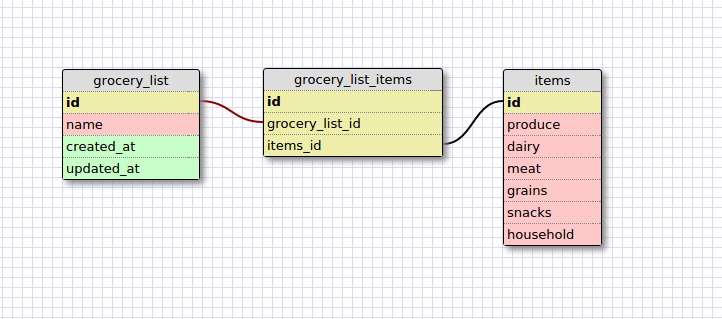 grocery_list
id
name
created_at
updated_at
grocery_list_items
id
grocery_list_id
items_id
items
id
produce
dairy
meat
grains
snacks
household